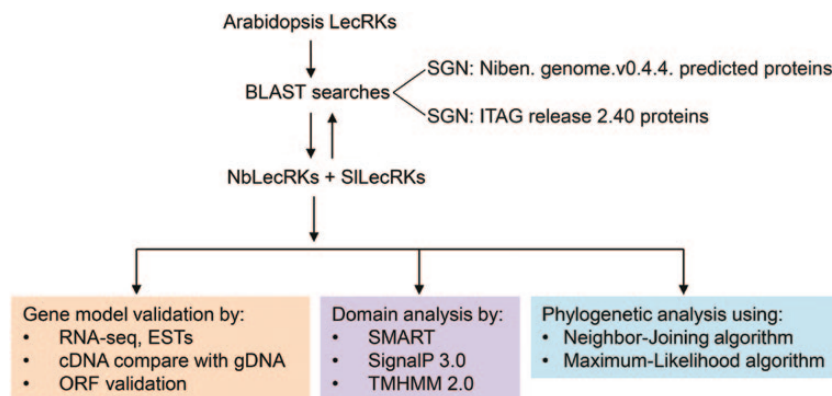 Arabidopsis LecRKs
BLAST searches
SGN: Niben. genome.v0.4.4. predicted proteins
SGN: ITAG release 2.40 proteins
NbLecRKs + SlLecRKs
Gene model validation by:
• RNA-seq, ESTs
• cDNA compare with gDNA
• ORF validation
Domain analysis by:
• SMART
• SignalP 3.0
• TMHMM 2.0
Phylogenetic analysis using:
• Neighbor-Joining algorithm
• Maximum-Likelihood algorithm